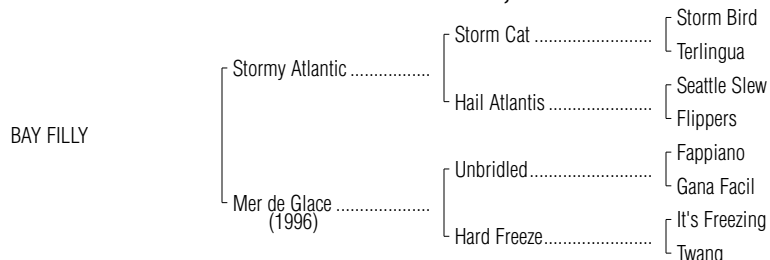 Storm Bird
Storm Cat ..............................
Terlingua
Stormy Atlantic .................
Seattle Slew
Hail Atlantis ..........................
Flippers
BAY FILLY
Fappiano
Unbridled...............................
Gana Facil
Mer de Glace ....................
(1996)
It's Freezing
Hard Freeze...........................
Twang